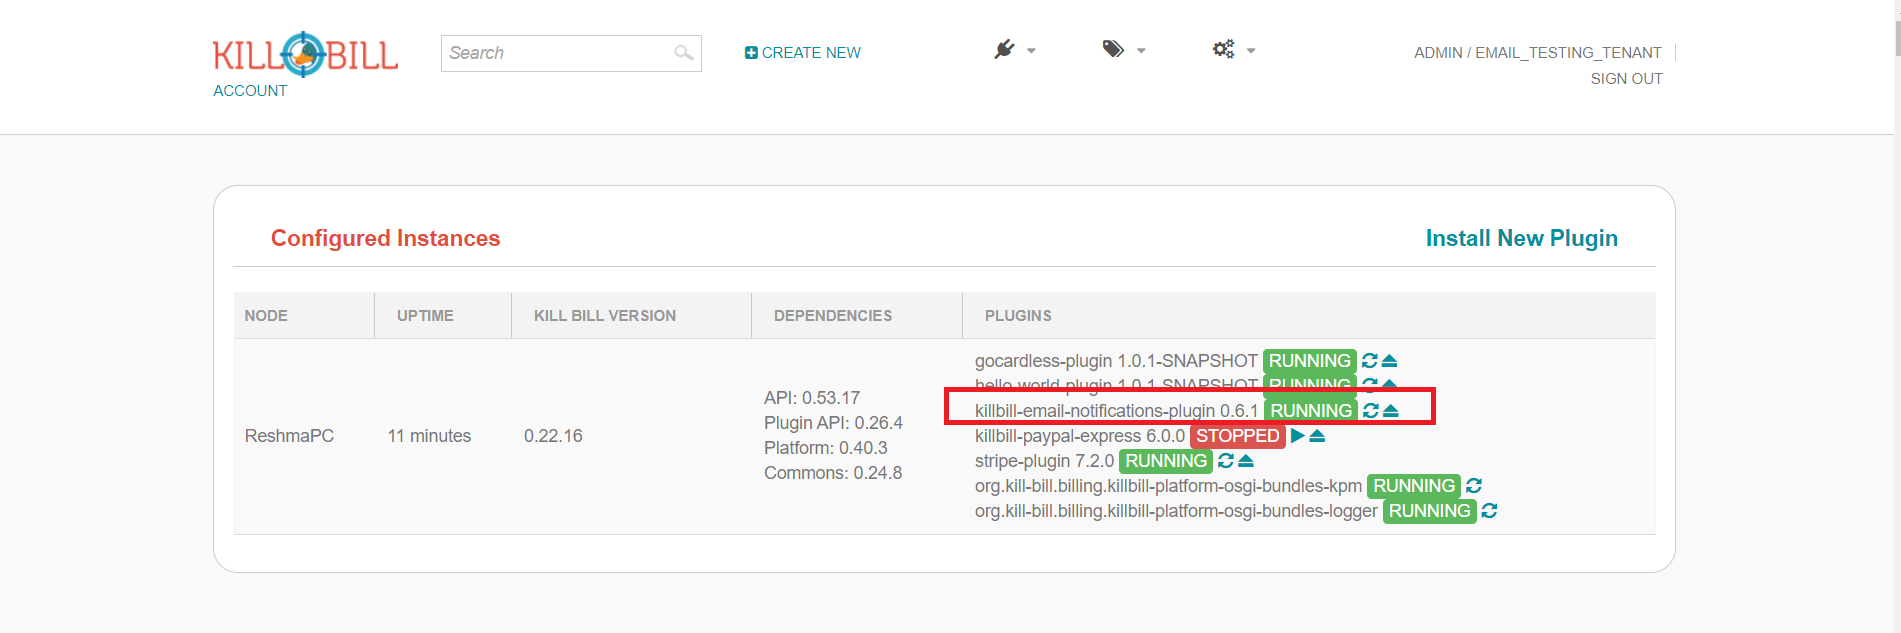 KILL BILL
ACCOUNT
Search
CREATE NEW
ADMIN / EMAIL_TESTING_TENANT
SIGN OUT
Configured Instances
Install New Plugin
NODE UPTIME KILL BILL VERSION DEPENDENCIES PLUGINS
ReshmaPC
11 minutes
0.22.16
API: 0.53.17
Plugin API: 0.26.4
Platform: 0.40.3
Commons: 0.24.8
gocardless-plugin 1.0.1-SNAPSHOT RUNNING
hello-world-plugin 1.0.1-SNAPSHOT RUNNING
killbill-email-notifications-plugin 0.6.1 RUNNING
killbill-paypal-express 6.0.0 STOPPED
stripe-plugin 7.2.0 RUNNING
org.kill-bill.billing.killbill-platform-osgi-bundles-kpm RUNNING
org.kill-bill.billing.killbill-platform-osgi-bundles-logger RUNNING